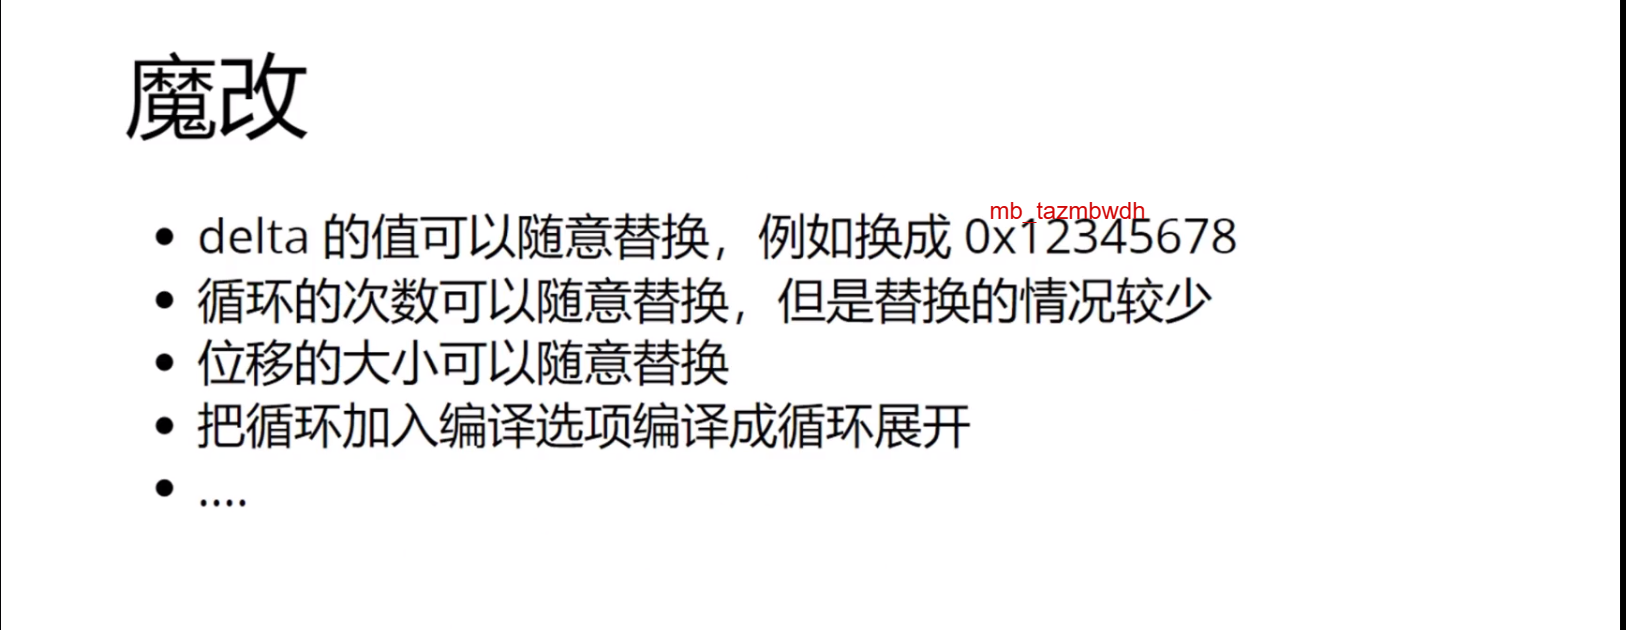 魔改
mb_tazmbwdh
• delta 的值可以随意替换，例如换成 0x12345678
• 循环的次数可以随意替换，但是替换的情况较少
• 位移的大小可以随意替换
• 把循环加入编译选项编译成循环展开
• ....